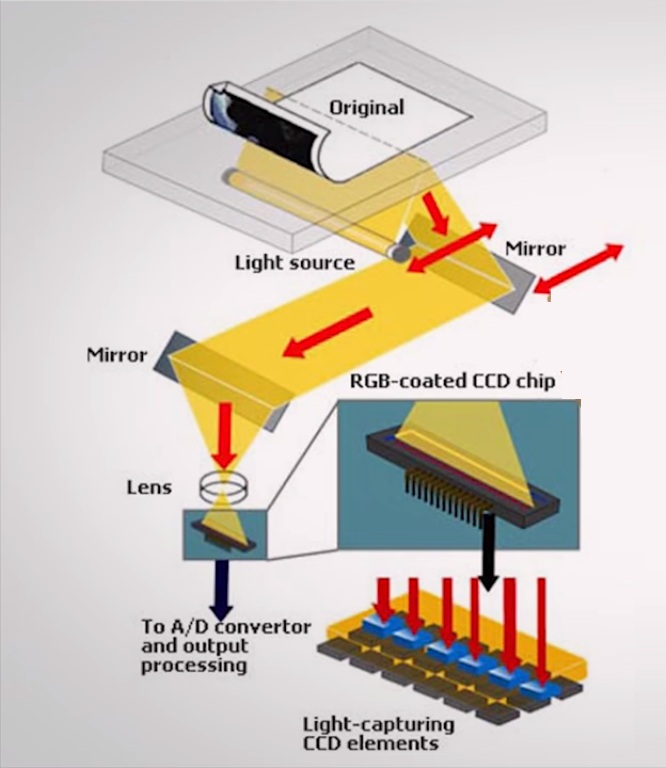 Original
Light source
Mirror
Mirror
RGB-coated CCD chip
Lens
To A/D convertor
and output
processing
Light-capturing
CCD elements